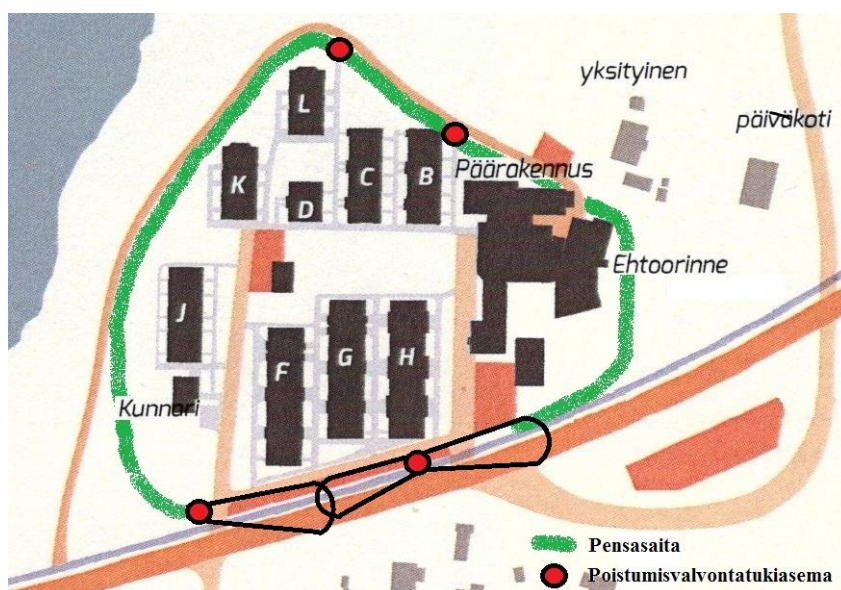 yksityinen
päiväkoti
L
K
D
C
B
Päärakennus
Ehtoorinne
J
F
G
H
Kunnari
Pensasaita
Poistumisvalvontatukiasema